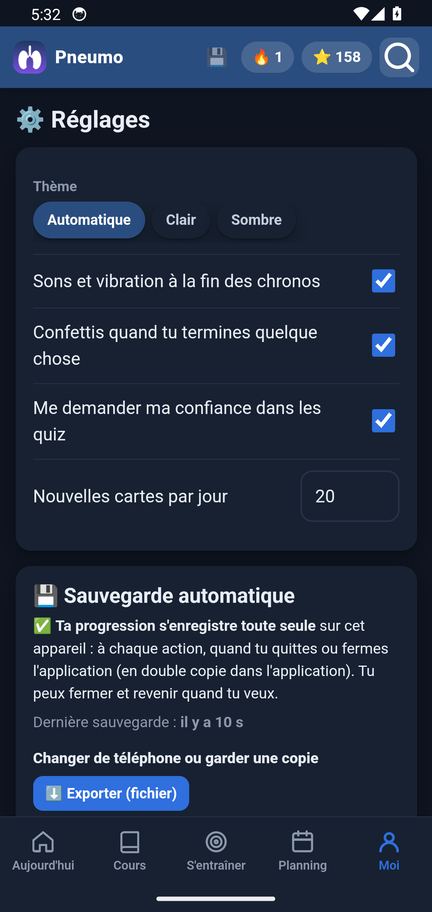 5:32
Pneumo
1
158
Réglages
Thème
Automatique
Clair
Sombre
Sons et vibration à la fin des chronos
Confettis quand tu termines quelque
chose
Me demander ma confiance dans les
quiz
Nouvelles cartes par jour
20
Sauvegarde automatique
Ta progression s'enregistre toute seule sur cet
appareil : à chaque action, quand tu quittes ou fermes
l'application (en double copie dans l'application). Tu
peux fermer et revenir quand tu veux.
Dernière sauvegarde : il y a 10 s
Changer de téléphone ou garder une copie
Exporter (fichier)
Aujourd'hui
Cours
S'entraîner
Planning
Moi